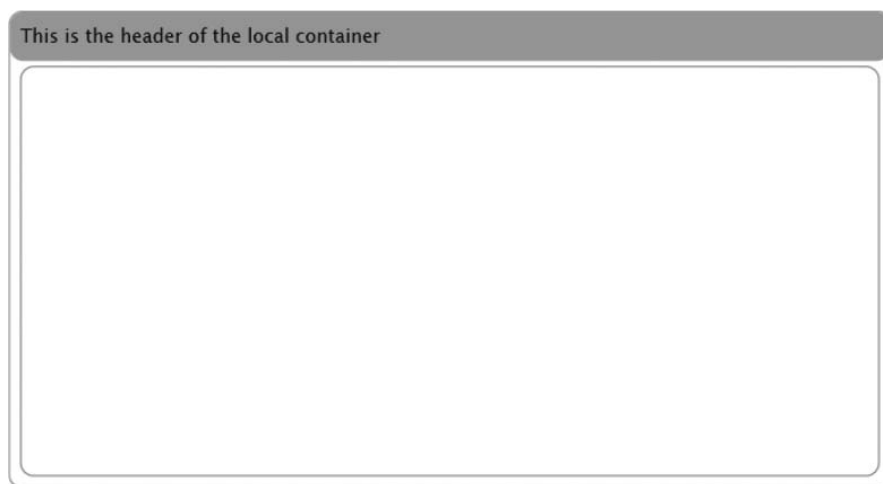 This is the header of the local container